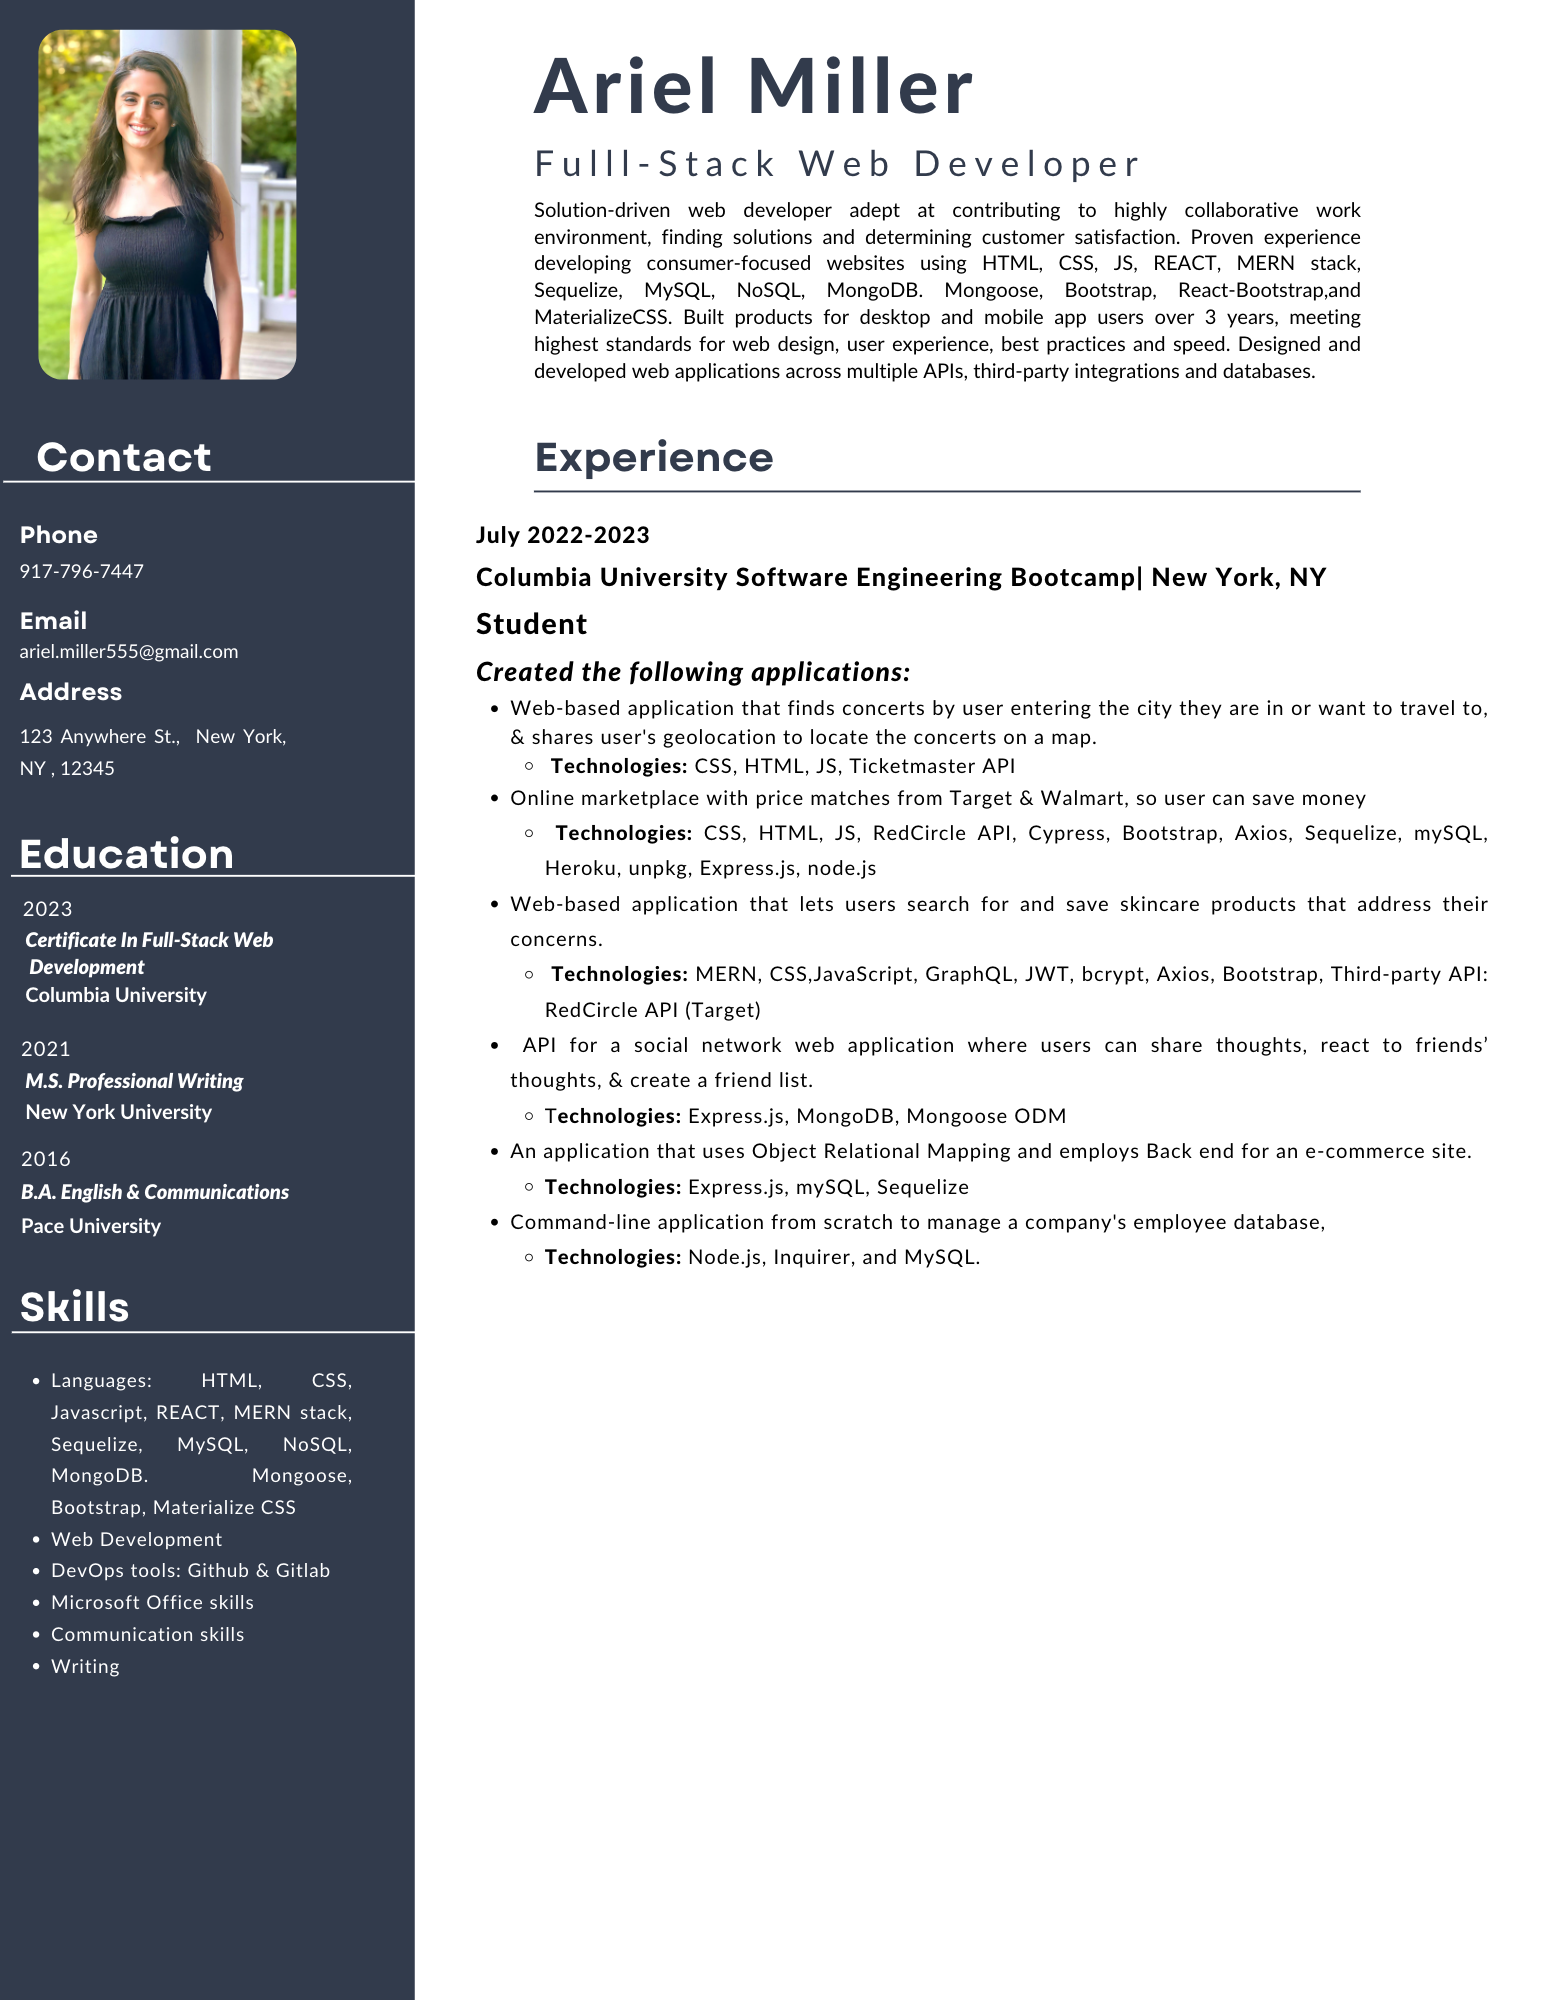 Ariel Miller
Fulll-Stack Web Developer
Solution-driven web developer adept at contributing to highly collaborative work
environment, finding solutions and determining customer satisfaction. Proven experience
developing consumer-focused websites using HTML, CSS, JS, REACT, MERN stack,
Sequelize, MySQL, NoSQL, MongoDB. Mongoose, Bootstrap, React-Bootstrap,and
MaterializeCSS. Built products for desktop and mobile app users over 3 years, meeting
highest standards for web design, user experience, best practices and speed. Designed and
developed web applications across multiple APIs, third-party integrations and databases.
Contact
Phone
917-796-7447
Email
ariel.miller555@gmail.com
Address
123 Anywhere St., New York,
NY , 12345
Education
2023
Certificate In Full-Stack Web
Development
Columbia University
2021
M.S. Professional Writing
New York University
2016
B.A. English & Communications
Pace University
Skills
• Languages: HTML, CSS,
Javascript, REACT, MERN stack,
Sequelize, MySQL, NoSQL,
MongoDB. Mongoose,
Bootstrap, Materialize CSS
• Web Development
• DevOps tools: Github & Gitlab
• Microsoft Office skills
• Communication skills
• Writing
Experience
July 2022-2023
Columbia University Software Engineering Bootcamp| New York, NY
Student
Created the following applications:
• Web-based application that finds concerts by user entering the city they are in or want to travel to,
& shares user's geolocation to locate the concerts on a map.
◦ Technologies: CSS, HTML, JS, Ticketmaster API
• Online marketplace with price matches from Target & Walmart, so user can save money
◦ Technologies: CSS, HTML, JS, RedCircle API, Cypress, Bootstrap, Axios, Sequelize, mySQL,
Heroku, unpkg, Express.js, node.js
• Web-based application that lets users search for and save skincare products that address their
concerns.
◦ Technologies: MERN, CSS,JavaScript, GraphQL, JWT, bcrypt, Axios, Bootstrap, Third-party API:
RedCircle API (Target)
• API for a social network web application where users can share thoughts, react to friends’
thoughts, & create a friend list.
◦ Technologies: Express.js, MongoDB, Mongoose ODM
• An application that uses Object Relational Mapping and employs Back end for an e-commerce site.
◦ Technologies: Express.js, mySQL, Sequelize
• Command-line application from scratch to manage a company's employee database,
◦ Technologies: Node.js, Inquirer, and MySQL.